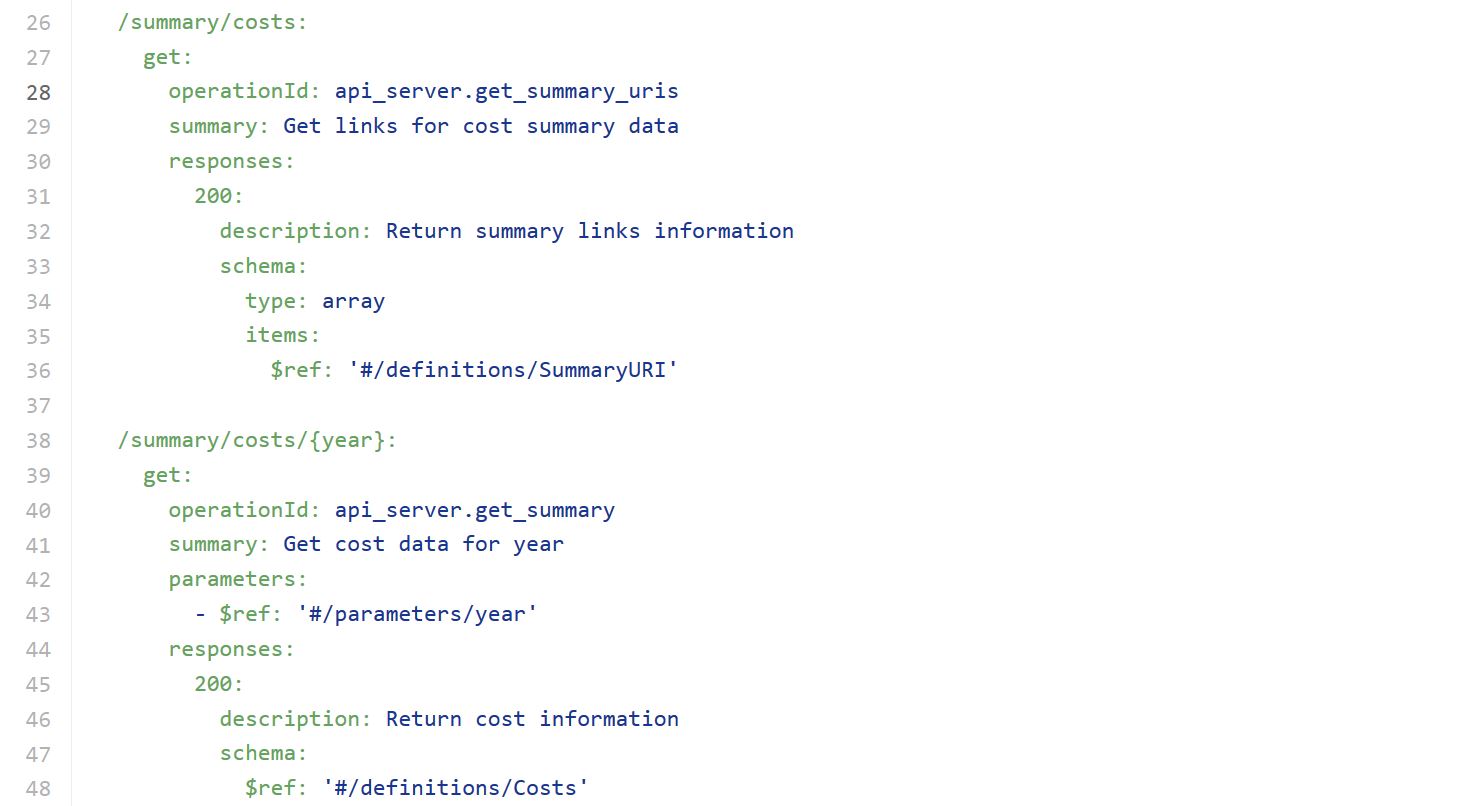 26 /summary/costs:
27 get:
28 operationId: api_server.get_summary_uris
29 summary: Get links for cost summary data
30 responses:
31 200:
32 description: Return summary links information
33 schema:
34 type: array
35 items:
36 $ref: '#/definitions/SummaryURI'
37
38 /summary/costs/{year}:
39 get:
40 operationId: api_server.get_summary
41 summary: Get cost data for year
42 parameters:
43 - $ref: '#/parameters/year'
44 responses:
45 200:
46 description: Return cost information
47 schema:
48 $ref: '#/definitions/Costs'